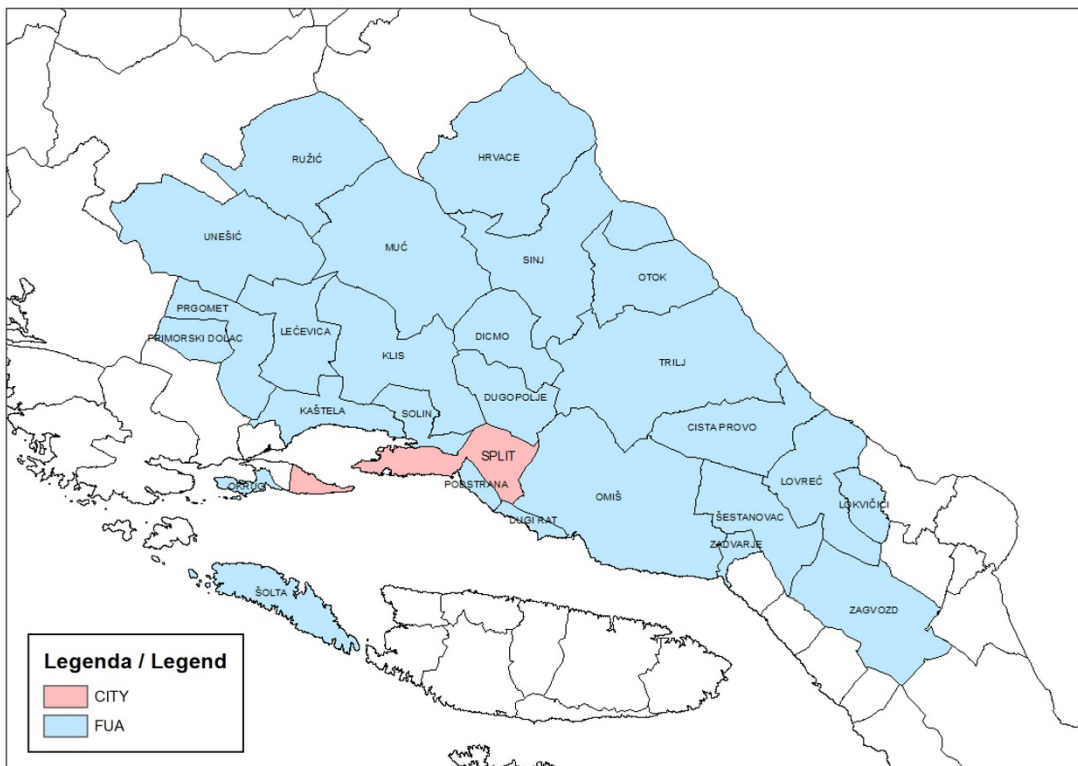 RUŽIĆ
HRVACE
UNEŠIĆ
MUĆ
SINJ
OTOK
PRGOMET
PRIMORSKI DOLAC
LEĆEVICA
DICMO
KLIS
TRILJ
DUGOPOLJE
KAŠTELA
SOLIN
CISTA PROVO
SPLIT
OKRUG
PODSTRANA
OMIŠ
LOVREĆ
LOKVIČIĆI
DUGI RAT
ŠESTANOVAC
ZADVARJE
ŠOLTA
ZAGVOZD
Legenda / Legend
CITY
FUA